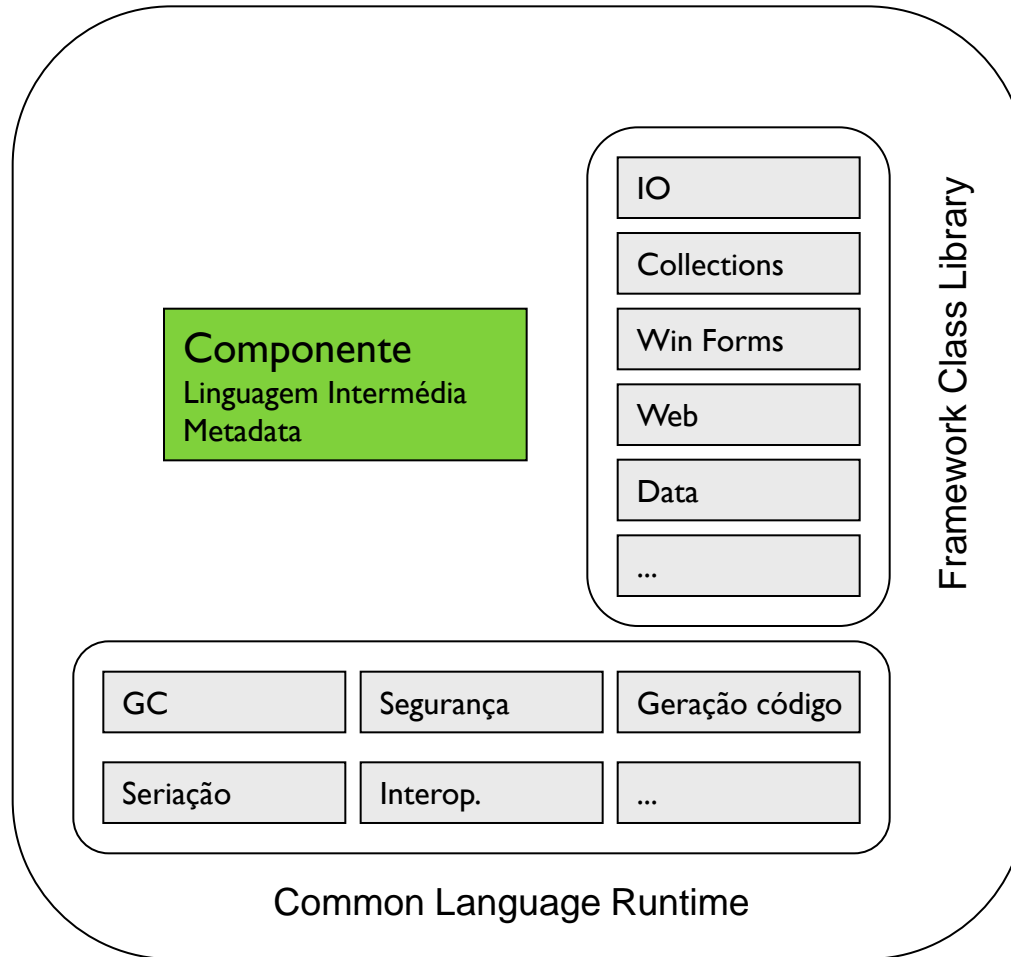 IO
Collections
Win Forms
Web
Data
...
Framework Class Library
Componente
Linguagem Intermédia
Metadata
GC
Segurança
Geração código
Seriação
Interop.
...
Common Language Runtime